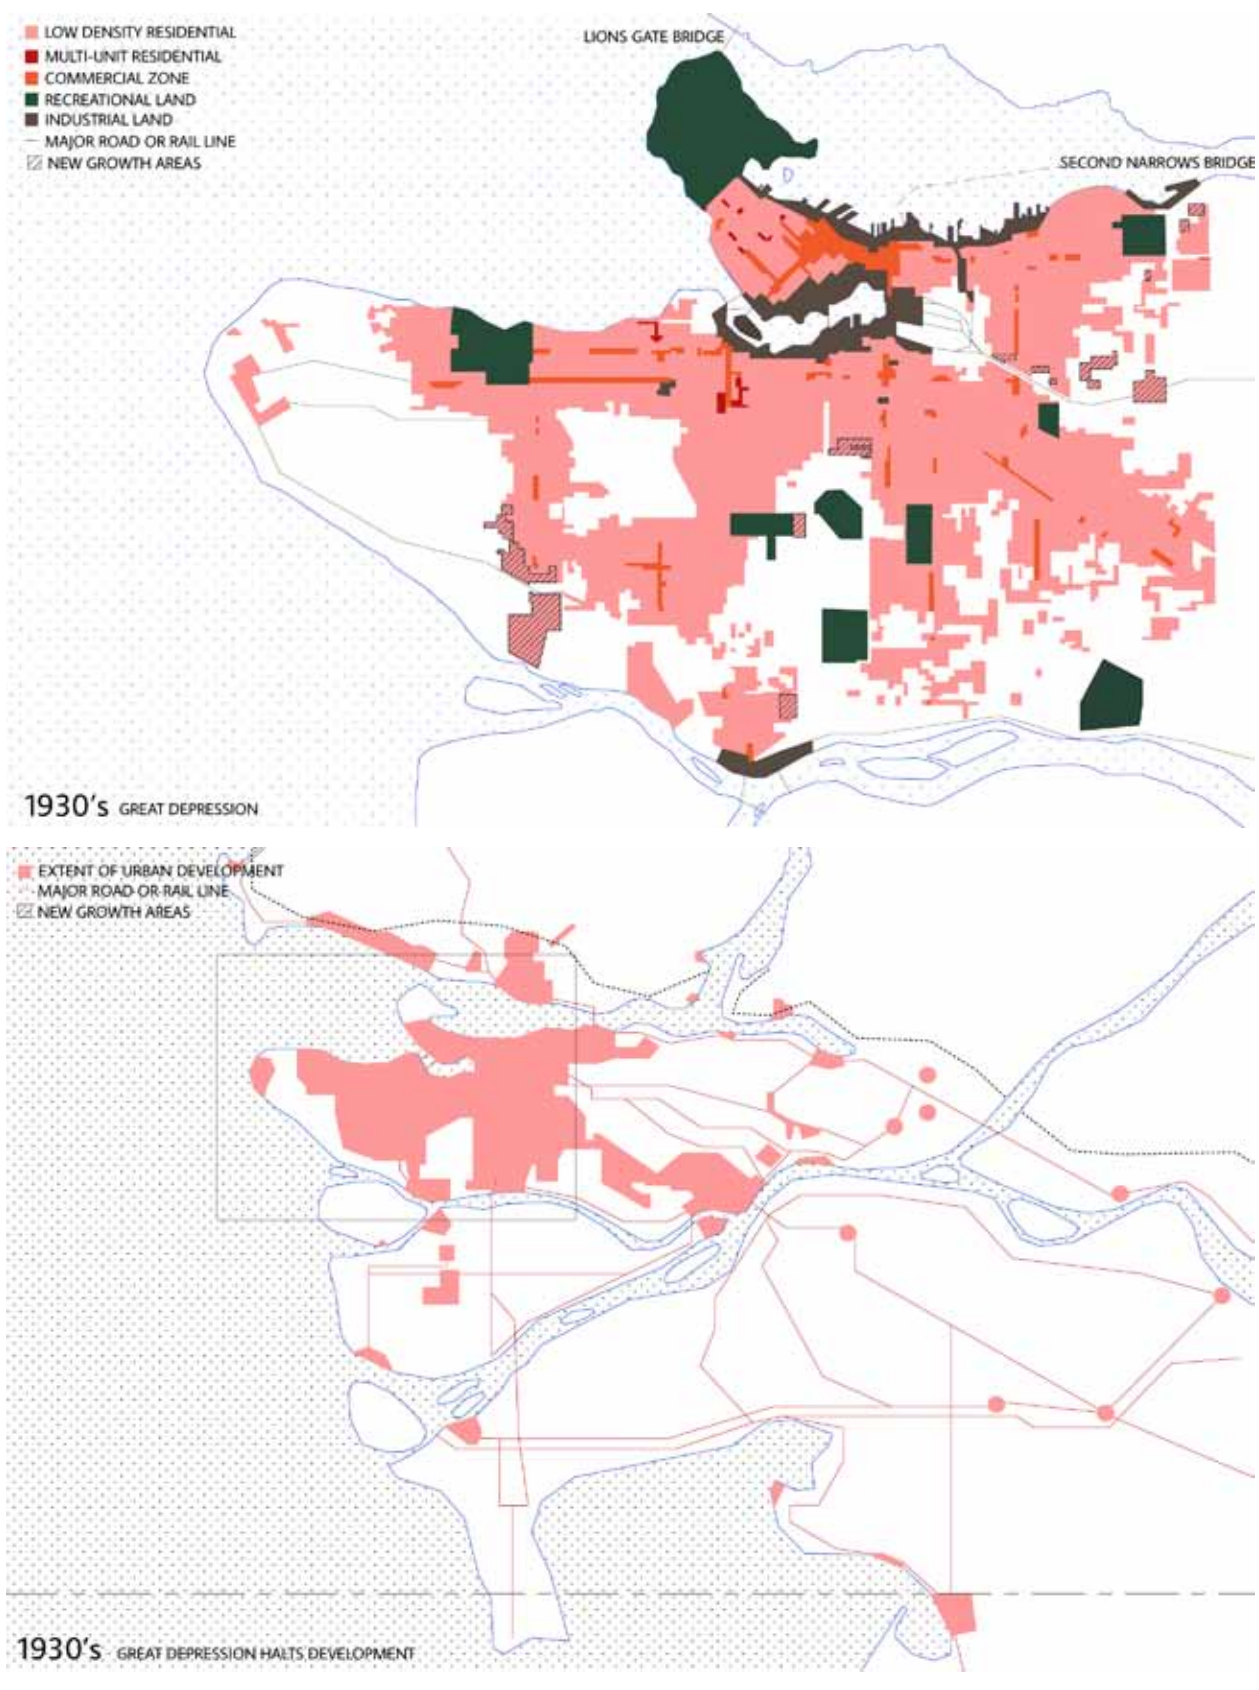 LOW DENSITY RESIDENTIAL
MULTI-UNIT RESIDENTIAL
COMMERCIAL ZONE
RECREATIONAL LAND
INDUSTRIAL LAND
MAJOR ROAD OR RAIL LINE
NEW GROWTH AREAS
LIONS GATE BRIDGE
SECOND NARROWS BRIDGE
1930's GREAT DEPRESSION
EXTENT OF URBAN DEVELOPMENT
MAJOR ROAD OR RAIL LINE
NEW GROWTH AREAS
1930's GREAT DEPRESSION HALTS DEVELOPMENT